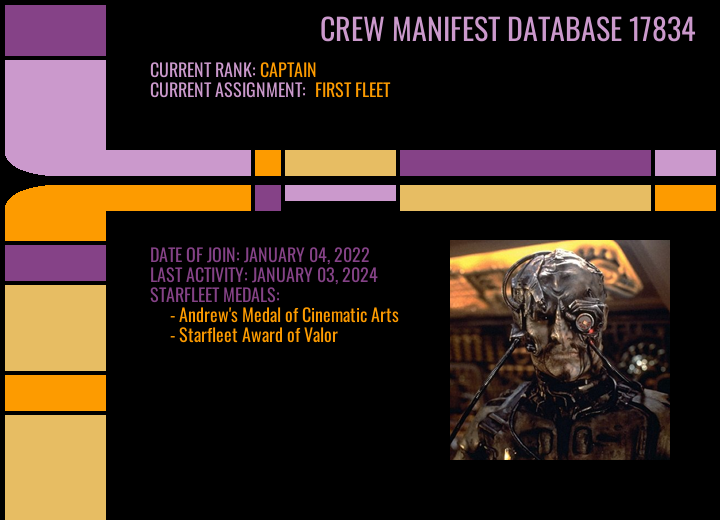 CREW MANIFEST DATABASE 17834
CURRENT RANK: CAPTAIN
CURRENT ASSIGNMENT: FIRST FLEET
DATE OF JOIN: JANUARY 04, 2022
LAST ACTIVITY: JANUARY 03, 2024
STARFLEET MEDALS:
- Andrew's Medal of Cinematic Arts
- Starfleet Award of Valor